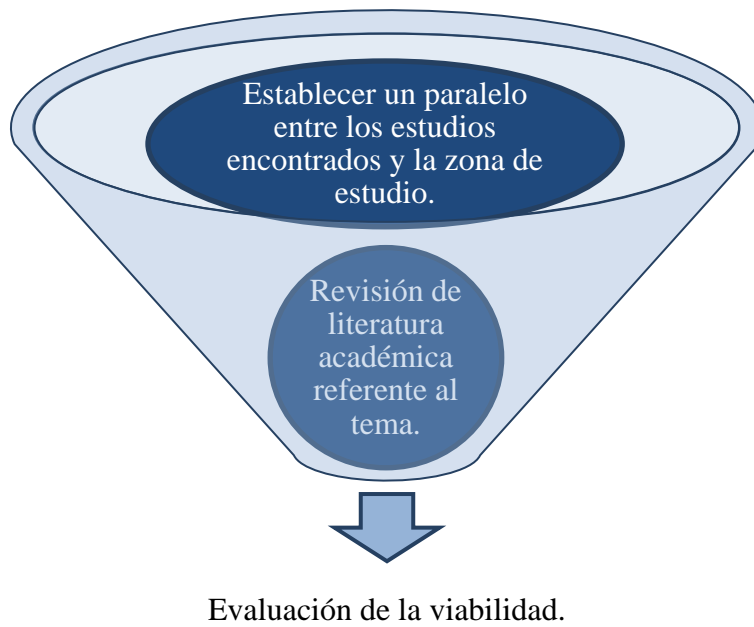 Establecer un paralelo
entre los estudios
encontrados y la zona de
estudio.
Revisión de
literatura
académica
referente al
tema.
Evaluación de la viabilidad.